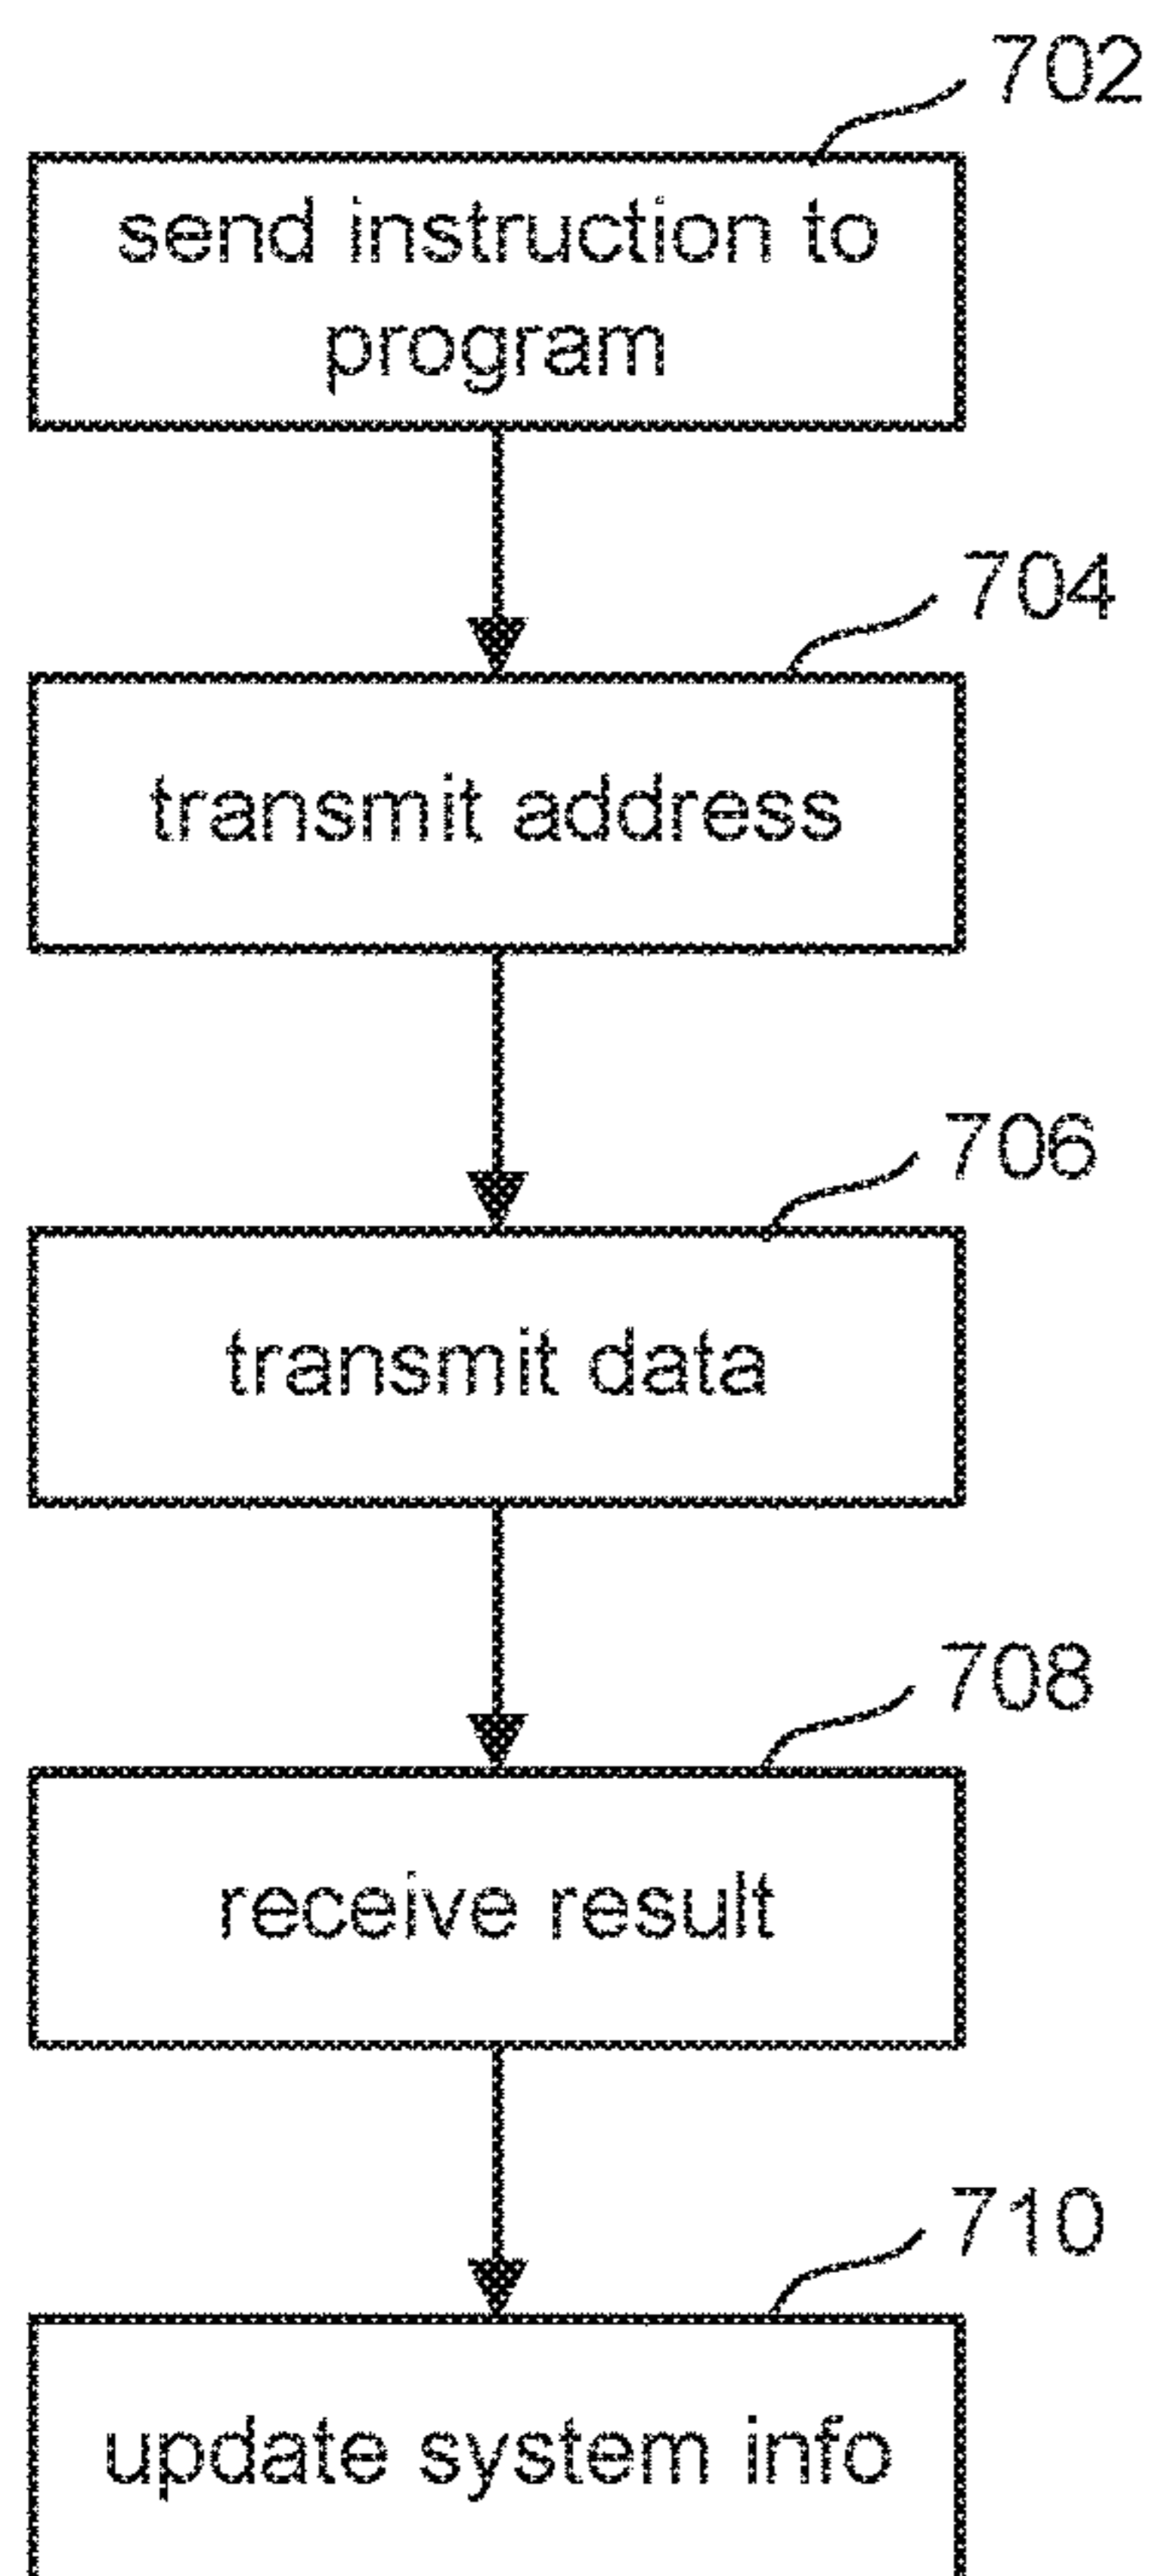 702
send instruction to
program
704
transmit address
706
transmit data
708
receive result
710
update system info